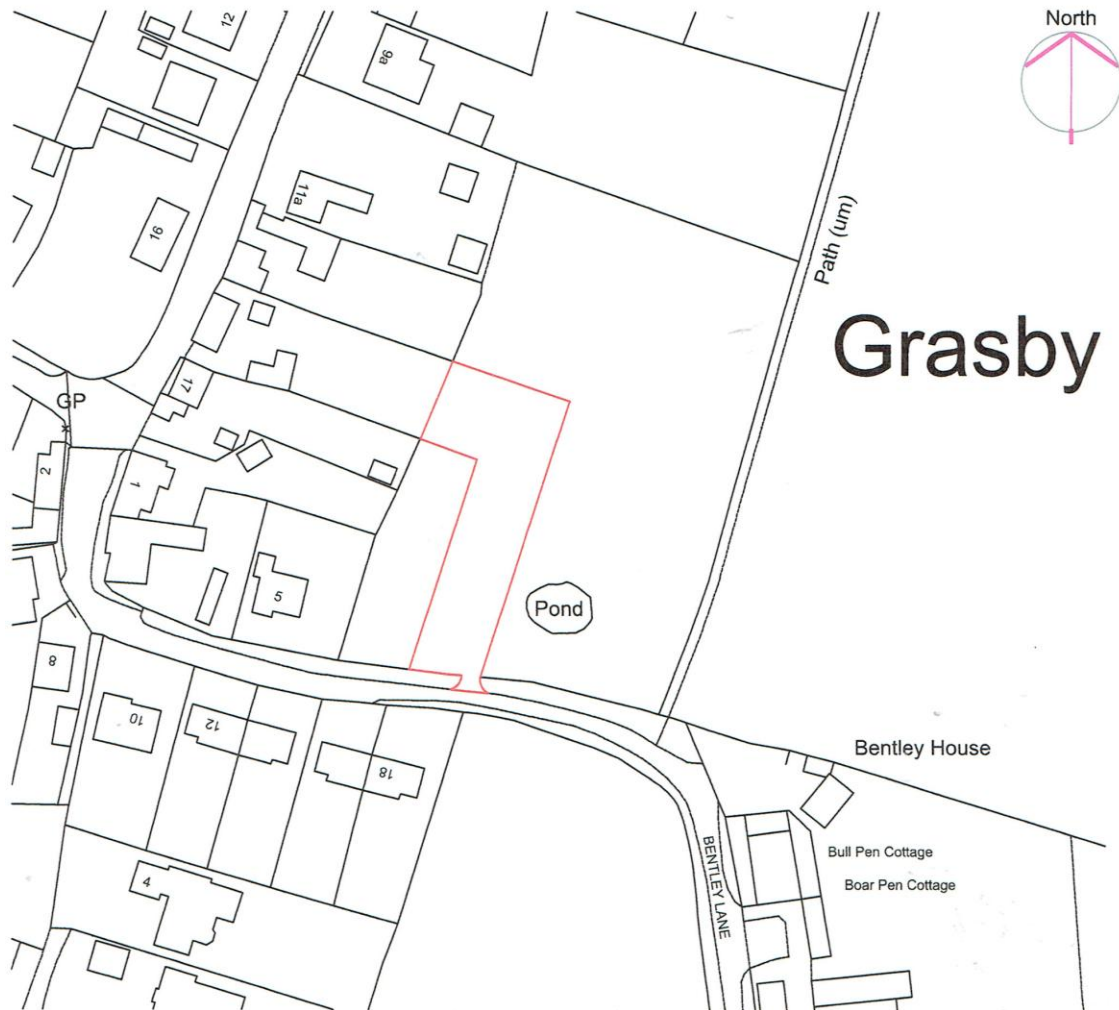 North
12
9a
Path (um)
11a
16
Grasby
17
GP
2
1
Pond
5
8
10
12
18
Bentley House
BENTLEY LANE
Bull Pen Cottage
Boar Pen Cottage
4